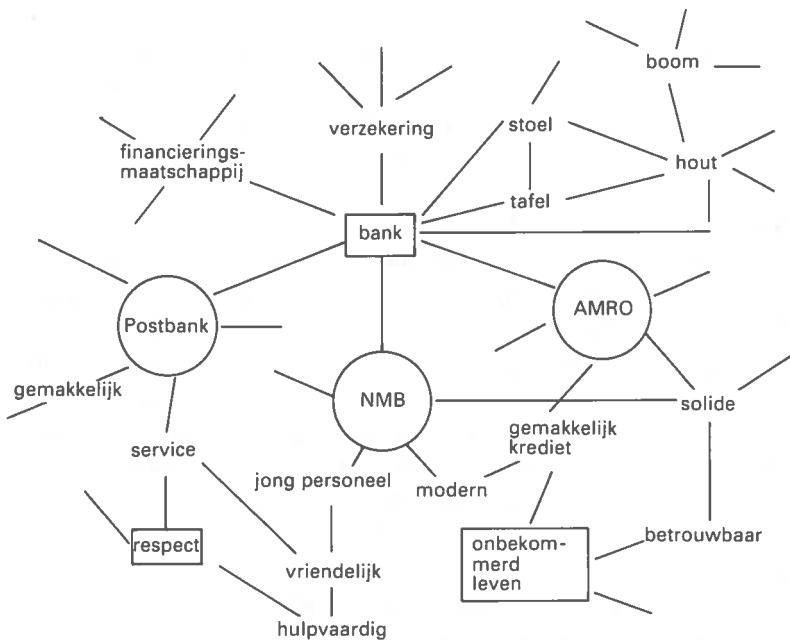 boom
verzekering
stoel
financierings-
maatschappij
hout
tafel
bank
Postbank
AMRO
gemakkelijk
NMB
solide
gemakkelijk
krediet
service
jong personeel
modern
respect
onbekom-
merd
leven
betrouwbaar
vriendelijk
hulpvaardig